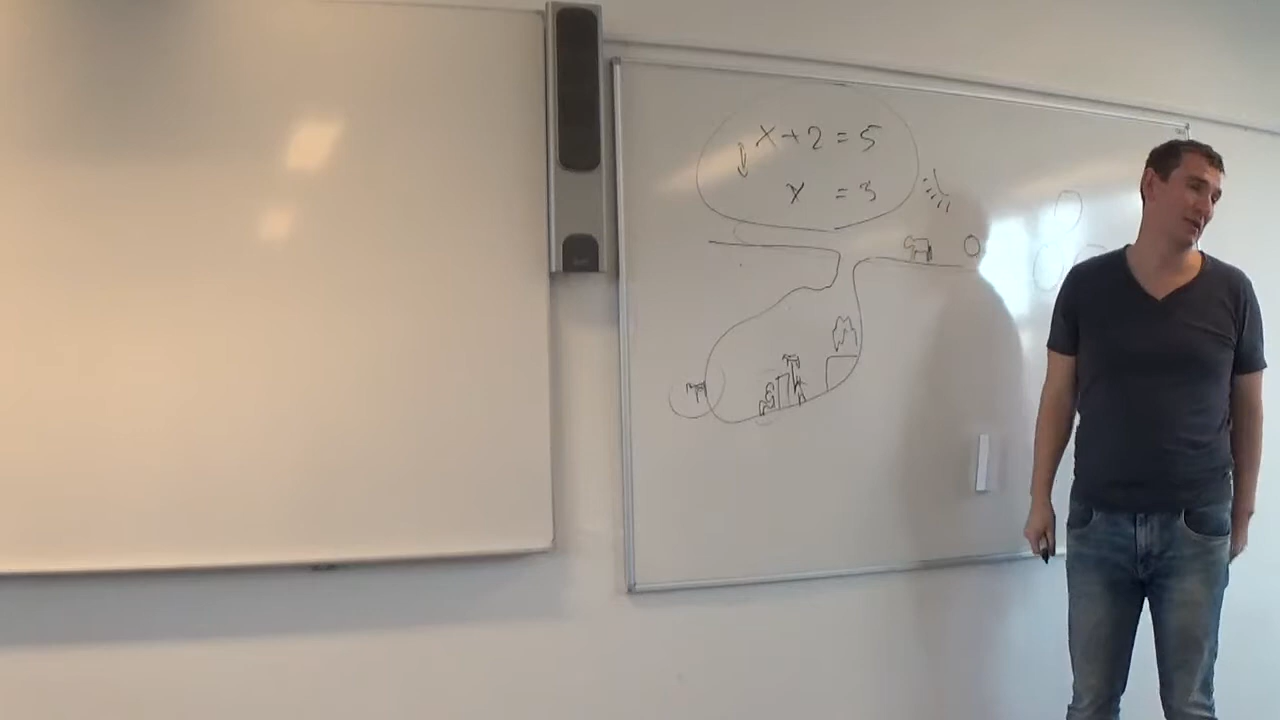 x + 2 = 5
x = 3